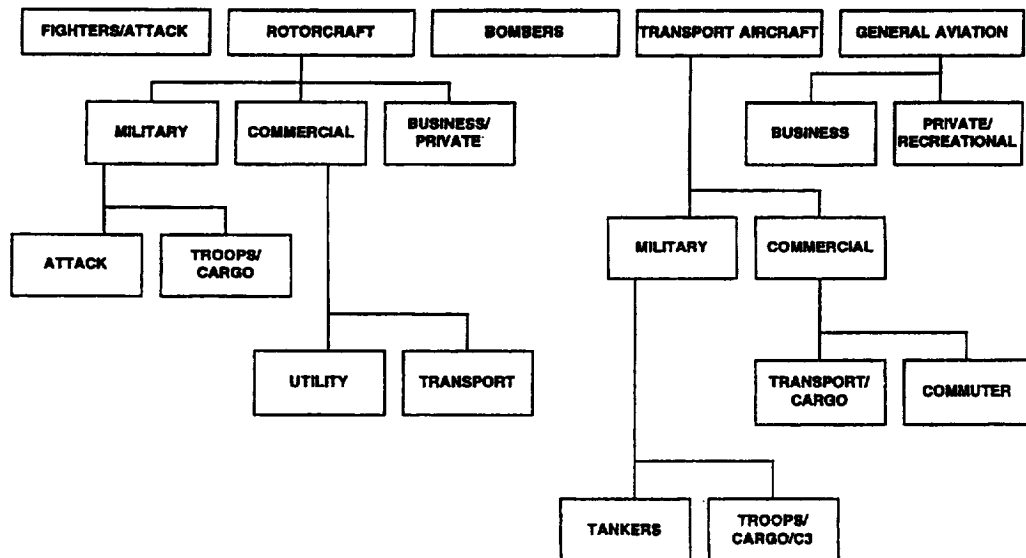 FIGHTERS/ATTACK
ROTORCRAFT
BOMBERS
TRANSPORT AIRCRAFT
GENERAL AVIATION
MILITARY
COMMERCIAL
BUSINESS/
PRIVATE
BUSINESS
PRIVATE/
RECREATIONAL
ATTACK
TROOPS/
CARGO
MILITARY
COMMERCIAL
UTILITY
TRANSPORT
TRANSPORT/
CARGO
COMMUTER
TANKERS
TROOPS/
CARGO/C3